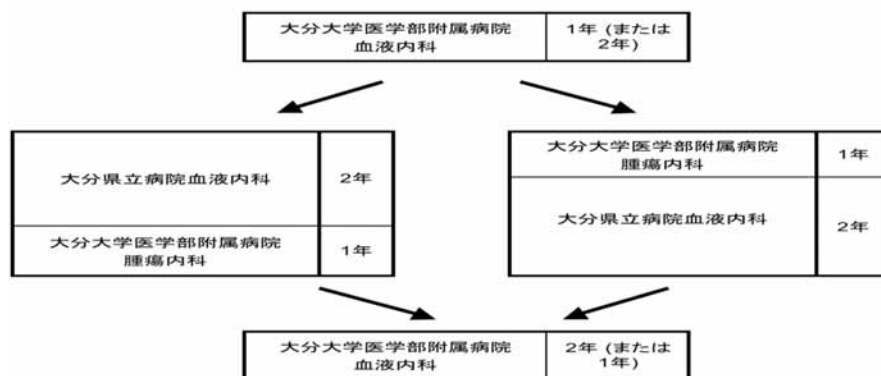 大分大学医学部附属病院
血液内科
1年 (または
2年)
大分県立病院血液内科
2年
大分大学医学部附属病院
腫瘍内科
1年
大分大学医学部附属病院
腫瘍内科
1年
大分県立病院血液内科
2年
大分大学医学部附属病院
血液内科
2年 (または
1年)